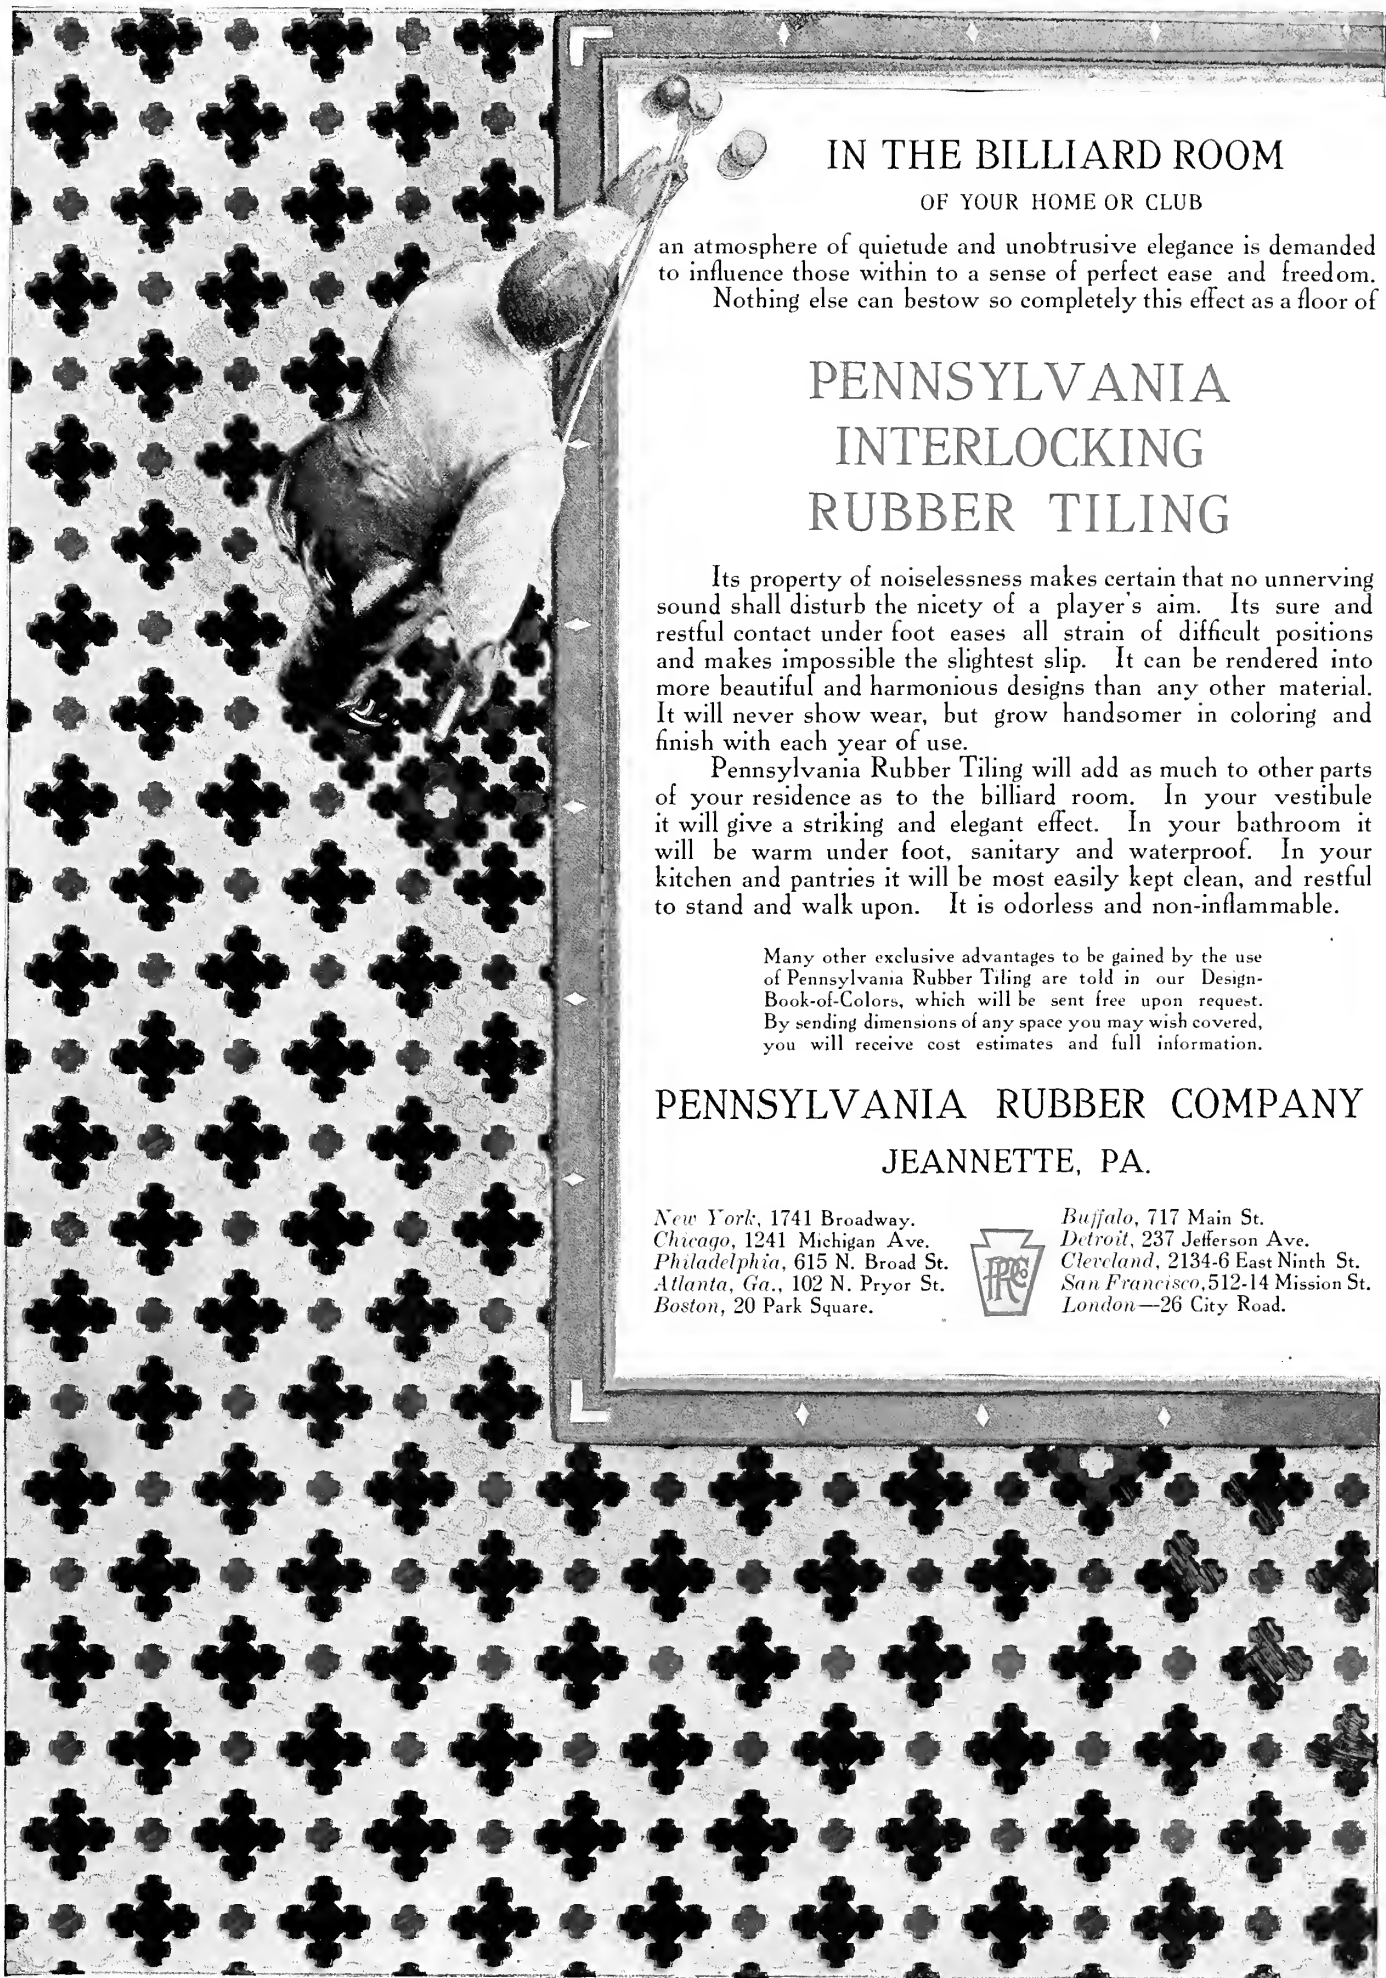 IN THE BILLIARD ROOM
OF YOUR HOME OR CLUB
an atmosphere of quietude and unobtrusive elegance is demanded
to influence those within to a sense of perfect ease and freedom.
Nothing else can bestow so completely this effect as a floor of
PENNSYLVANIA
INTERLOCKING
RUBBER TILING
Its property of noiselessness makes certain that no unnerving
sound shall disturb the nicety of a player's aim. Its sure and
restful contact under foot eases all strain of difficult positions
and makes impossible the slightest slip. It can be rendered into
more beautiful and harmonious designs than any other material.
It will never show wear, but grow handsomer in coloring and
finish with each year of use.
Pennsylvania Rubber Tiling will add as much to other parts
of your residence as to the billiard room. In your vestibule
it will give a striking and elegant effect. In your bathroom it
will be warm under foot, sanitary and waterproof. In your
kitchen and pantries it will be most easily kept clean, and restful
to stand and walk upon. It is odorless and non-inflammable.
Many other exclusive advantages to be gained by the use
of Pennsylvania Rubber Tiling are told in our Design-
Book-of-Colors, which will be sent free upon request.
By sending dimensions of any space you may wish covered,
you will receive cost estimates and full information.
PENNSYLVANIA RUBBER COMPANY
JEANNETTE, PA.
New York, 1741 Broadway.
Chicago, 1241 Michigan Ave.
Philadelphia, 615 N. Broad St.
Atlanta, Ga., 102 N. Pryor St.
Boston, 20 Park Square.
PRCo
Buffalo, 717 Main St.
Detroit, 237 Jefferson Ave.
Cleveland, 2134-6 East Ninth St.
San Francisco, 512-14 Mission St.
London—26 City Road.